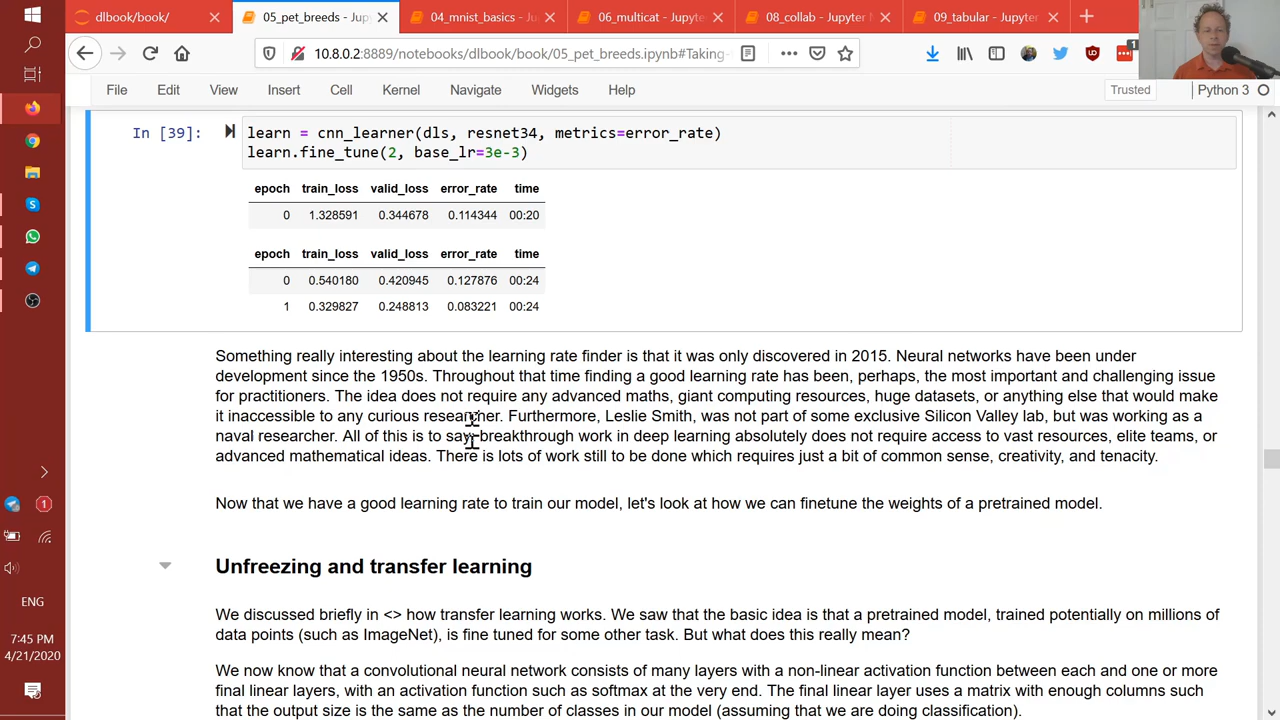 dlbook/book/
05_pet_breeds - Jup
04_mnist_basics - Jupyt
06_multicat - Jupyte
08_collab - Jupyter N
09_tabular - Jupyte
10.8.0.2:8889/notebooks/dlbook/book/05_pet_breeds.ipynb#Taking-
1
File Edit View Insert Cell Kernel Navigate Widgets Help
Trusted Python 3
In [39]:
learn = cnn_learner(dls, resnet34, metrics=error_rate)
learn.fine_tune(2, base_lr=3e-3)
epoch train_loss valid_loss error_rate time
0 1.328591 0.344678 0.114344 00:20
epoch train_loss valid_loss error_rate time
0 0.540180 0.420945 0.127876 00:24
1 0.329827 0.248813 0.083221 00:24
Something really interesting about the learning rate finder is that it was only discovered in 2015. Neural networks have been under
development since the 1950s. Throughout that time finding a good learning rate has been, perhaps, the most important and challenging issue
for practitioners. The idea does not require any advanced maths, giant computing resources, huge datasets, or anything else that would make
it inaccessible to any curious researcher. Furthermore, Leslie Smith, was not part of some exclusive Silicon Valley lab, but was working as a
naval researcher. All of this is to say breakthrough work in deep learning absolutely does not require access to vast resources, elite teams, or
advanced mathematical ideas. There is lots of work still to be done which requires just a bit of common sense, creativity, and tenacity.
Now that we have a good learning rate to train our model, let's look at how we can finetune the weights of a pretrained model.
Unfreezing and transfer learning
We discussed briefly in <> how transfer learning works. We saw that the basic idea is that a pretrained model, trained potentially on millions of
data points (such as ImageNet), is fine tuned for some other task. But what does this really mean?
We now know that a convolutional neural network consists of many layers with a non-linear activation function between each and one or more
final linear layers, with an activation function such as softmax at the very end. The final linear layer uses a matrix with enough columns such
that the output size is the same as the number of classes in our model (assuming that we are doing classification).
1
ENG
7:45 PM
4/21/2020